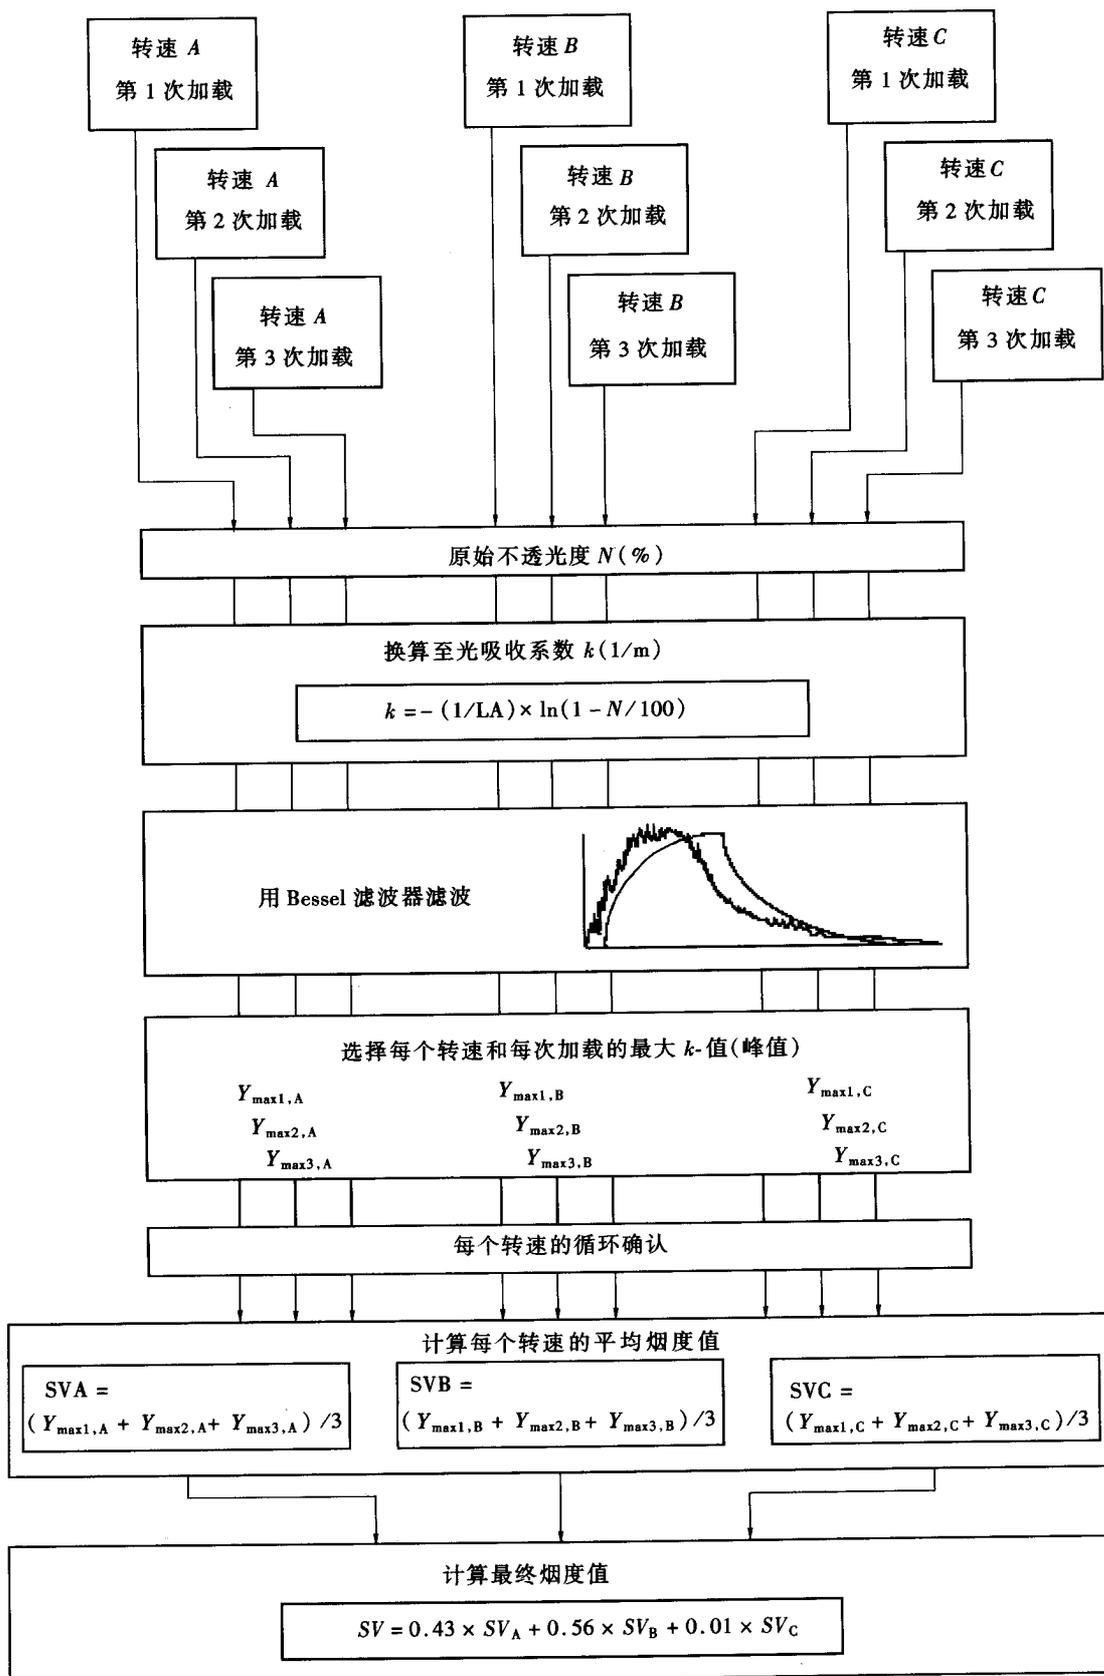 转速 A
第 1 次加载
转速 B
第 1 次加载
转速 C
第 1 次加载
转速 A
第 2 次加载
转速 B
第 2 次加载
转速 C
第 2 次加载
转速 A
第 3 次加载
转速 B
第 3 次加载
转速 C
第 3 次加载
原始不透光度 N(%)
换算至光吸收系数 k(1/m)
k = - (1/LA) × ln(1 - N/100)
用 Bessel 滤波器滤波
选择每个转速和每次加载的最大 k-值(峰值)
Ymax1,A Ymax1,B Ymax1,C
Ymax2,A Ymax2,B Ymax2,C
Ymax3,A Ymax3,B Ymax3,C
每个转速的循环确认
计算每个转速的平均烟度值
SVA =
(Ymax1,A + Ymax2,A + Ymax3,A)/3
SVB =
(Ymax1,B + Ymax2,B + Ymax3,B)/3
SVC =
(Ymax1,C + Ymax2,C + Ymax3,C)/3
计算最终烟度值
SV = 0.43 × SVA + 0.56 × SVB + 0.01 × SVC